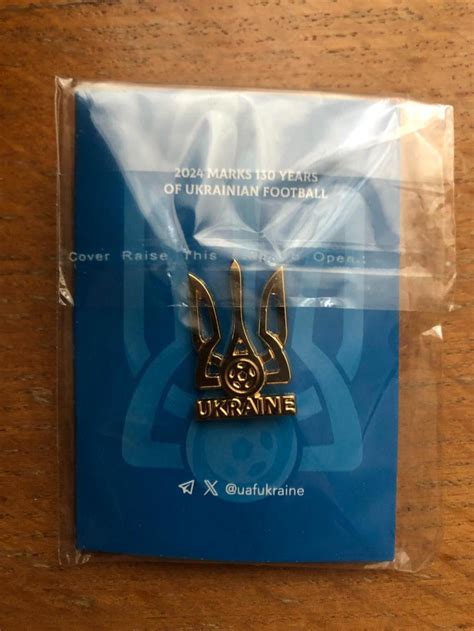 2024 MARKS 130 YEARS
OF UKRAINIAN FOOTBALL
Cover Raise This Open.
UKRAINE
@uafukraine